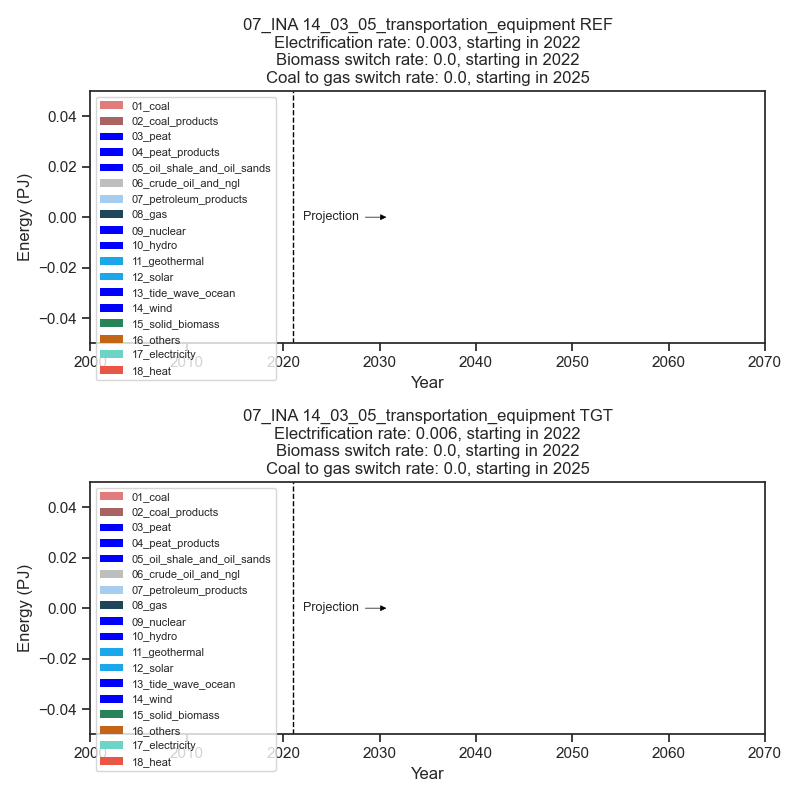 07_INA 14_03_05_transportation_equipment REF
Electrification rate: 0.003, starting in 2022
Biomass switch rate: 0.0, starting in 2022
Coal to gas switch rate: 0.0, starting in 2025
Energy (PJ)
0.04
0.02
0.00
−0.02
−0.04
01_coal
02_coal_products
03_peat
04_peat_products
05_oil_shale_and_oil_sands
06_crude_oil_and_ngl
07_petroleum_products
08_gas
09_nuclear
10_hydro
11_geothermal
12_solar
13_tide_wave_ocean
14_wind
15_solid_biomass
16_others
17_electricity
18_heat
Projection
2000 2010 2020 2030 2040 2050 2060 2070
Year
07_INA 14_03_05_transportation_equipment TGT
Electrification rate: 0.006, starting in 2022
Biomass switch rate: 0.0, starting in 2022
Coal to gas switch rate: 0.0, starting in 2025
Energy (PJ)
0.04
0.02
0.00
−0.02
−0.04
01_coal
02_coal_products
03_peat
04_peat_products
05_oil_shale_and_oil_sands
06_crude_oil_and_ngl
07_petroleum_products
08_gas
09_nuclear
10_hydro
11_geothermal
12_solar
13_tide_wave_ocean
14_wind
15_solid_biomass
16_others
17_electricity
18_heat
Projection
2000 2010 2020 2030 2040 2050 2060 2070
Year